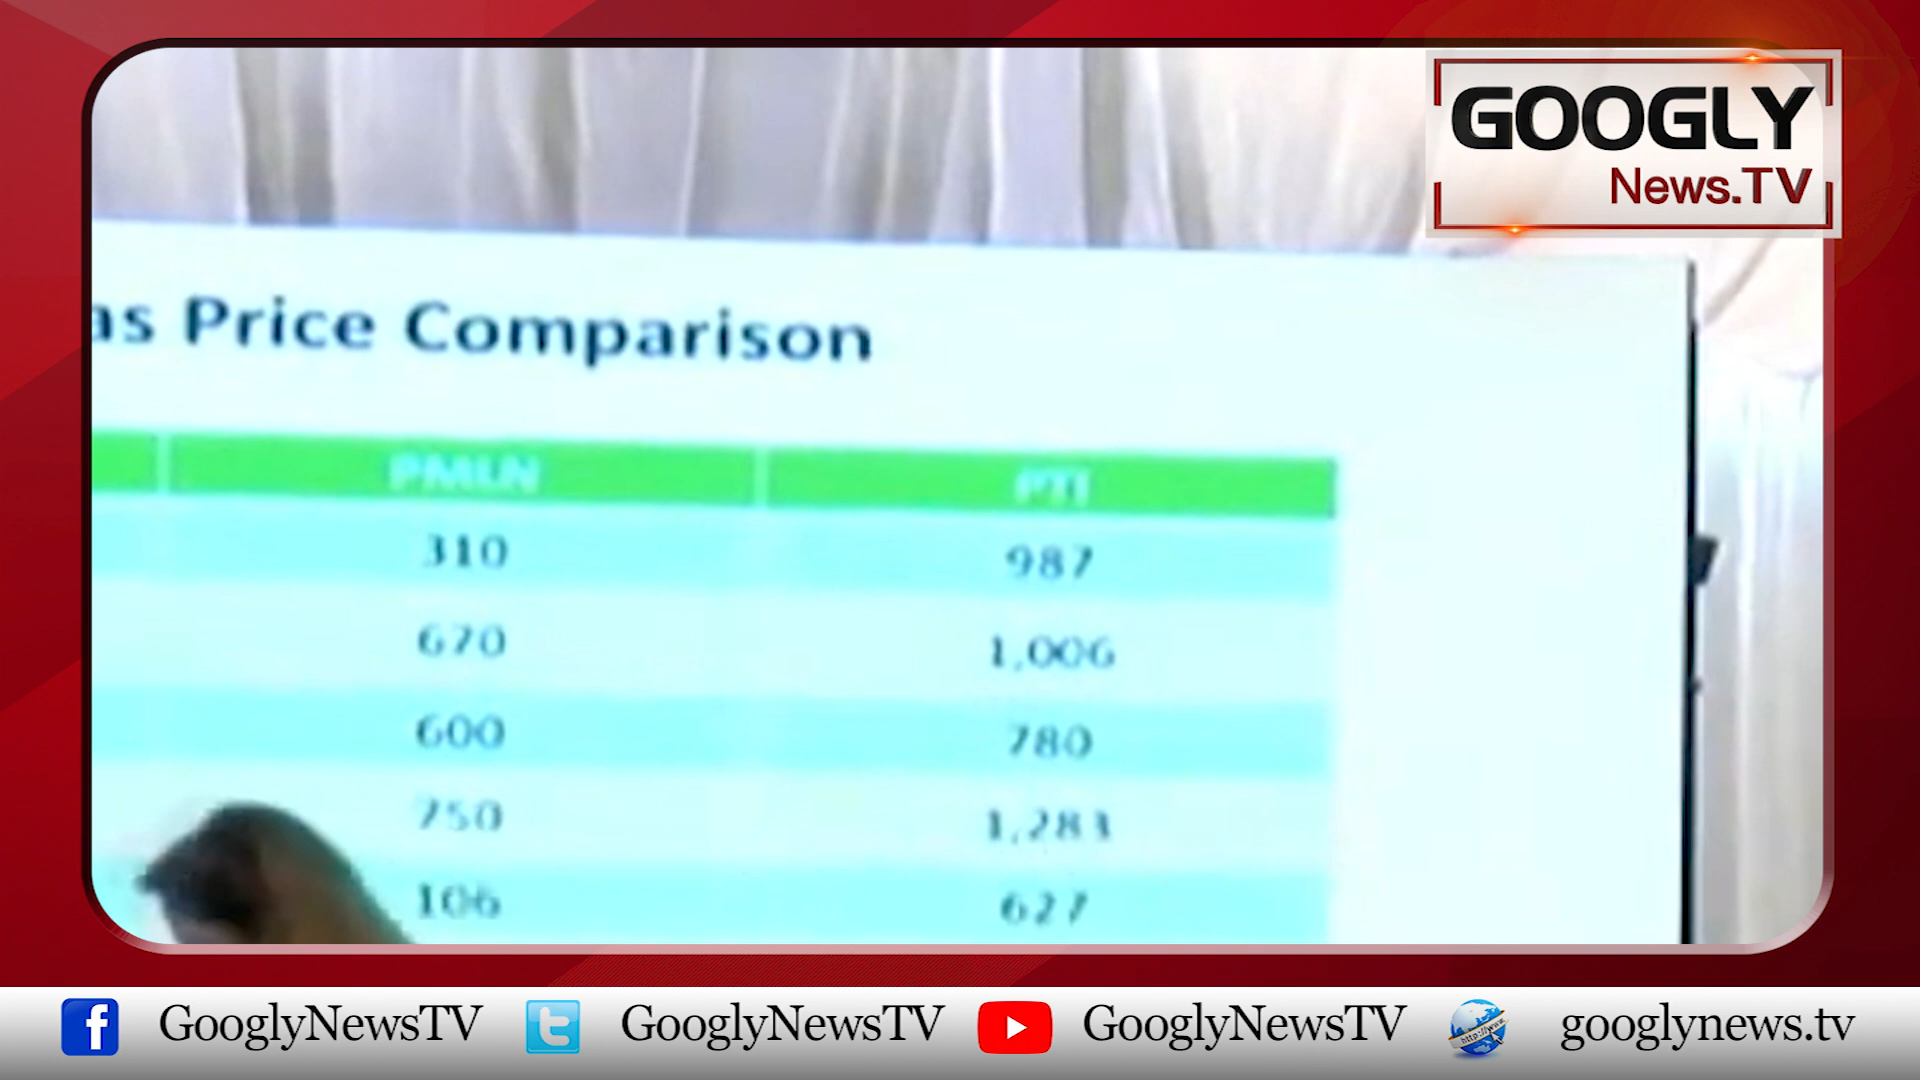 GOOGLY
News.TV
as Price Comparison
PMLN PTI
310 987
670 1,006
600 780
750 1,283
106 627
GooglyNewsTV GooglyNewsTV GooglyNewsTV googlynews.tv